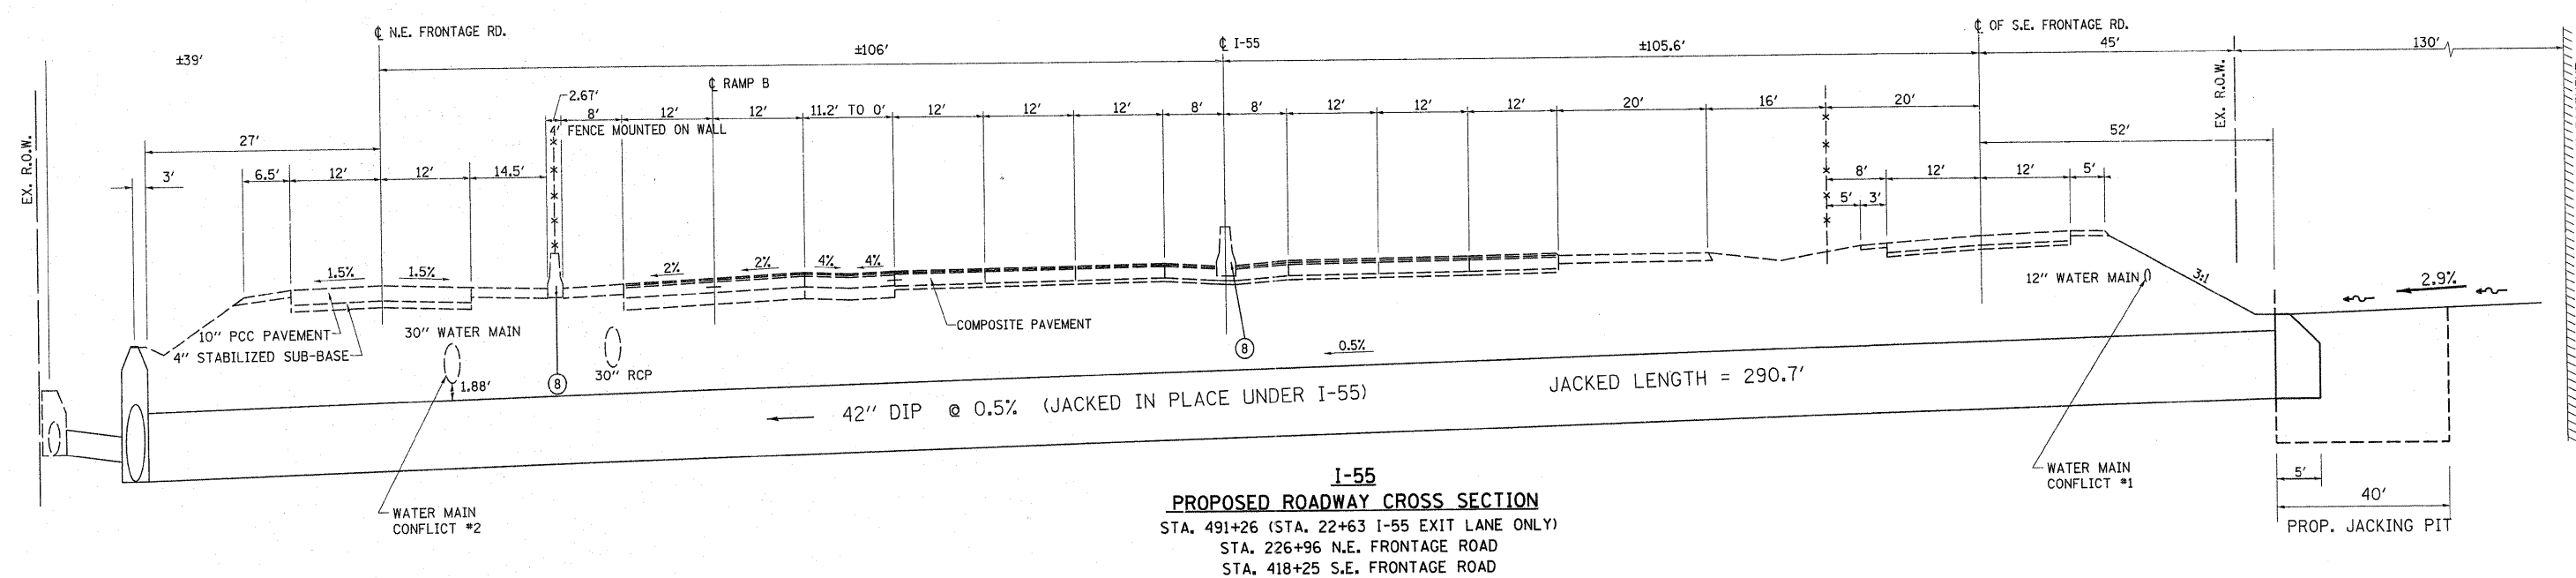 ℄ N.E. FRONTAGE RD.
℄ I-55
℄ OF S.E. FRONTAGE RD.
±39'
±106'
±105.6'
45'
130'
EX. R.O.W.
℄ RAMP B
EX. R.O.W.
2.67'
8'
12'
12'
11.2' TO 0'
12'
12'
12'
8'
8'
12'
12'
12'
20'
16'
20'
4' FENCE MOUNTED ON WALL
27'
52'
3'
6.5'
12'
12'
14.5'
8'
12'
12'
5'
5'
3'
1.5%
1.5%
2%
2%
4%
4%
12" WATER MAIN
3:1
2.9%
10" PCC PAVEMENT
30" WATER MAIN
COMPOSITE PAVEMENT
4" STABILIZED SUB-BASE
30" RCP
8
8
0.5%
1.88'
42" DIP @ 0.5% (JACKED IN PLACE UNDER I-55)
JACKED LENGTH = 290.7'
WATER MAIN
CONFLICT #2
WATER MAIN
CONFLICT #1
5'
40'
PROP. JACKING PIT
I-55
PROPOSED ROADWAY CROSS SECTION
STA. 491+26 (STA. 22+63 I-55 EXIT LANE ONLY)
STA. 226+96 N.E. FRONTAGE ROAD
STA. 418+25 S.E. FRONTAGE ROAD